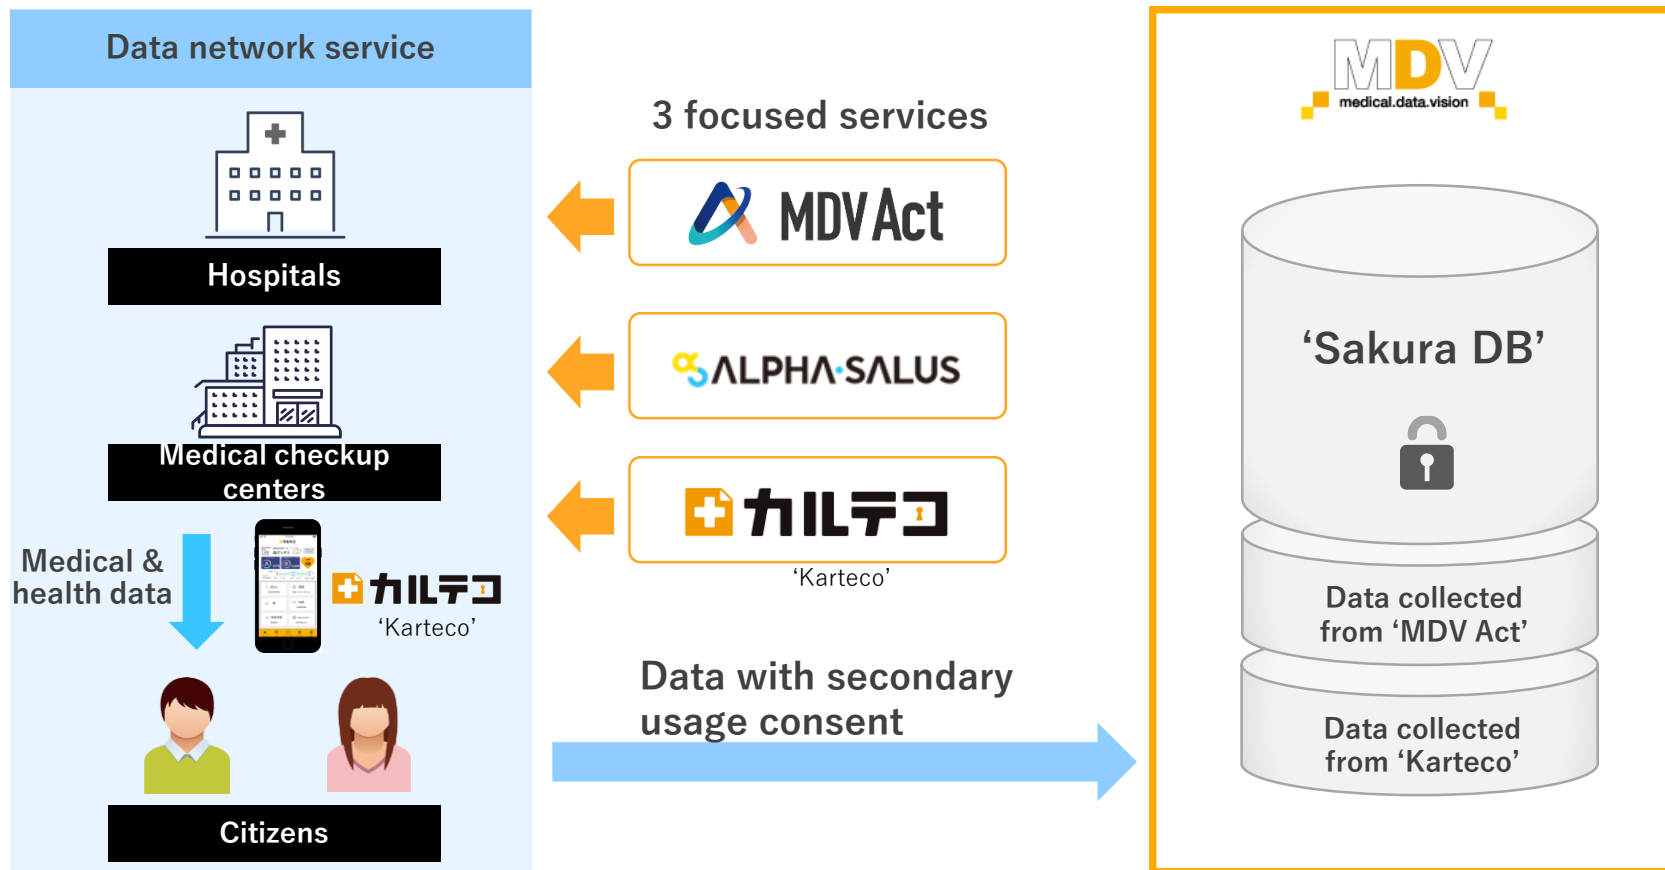 Data network service
Hospitals
Medical checkup
centers
Medical &
health data
カルテコ
‘Karteco’
Citizens
3 focused services
MDV Act
ALPHA·SALUS
カルテコ
‘Karteco’
Data with secondary
usage consent
MDV
medical.data.vision
‘Sakura DB’
Data collected
from ‘MDV Act’
Data collected
from ‘Karteco’